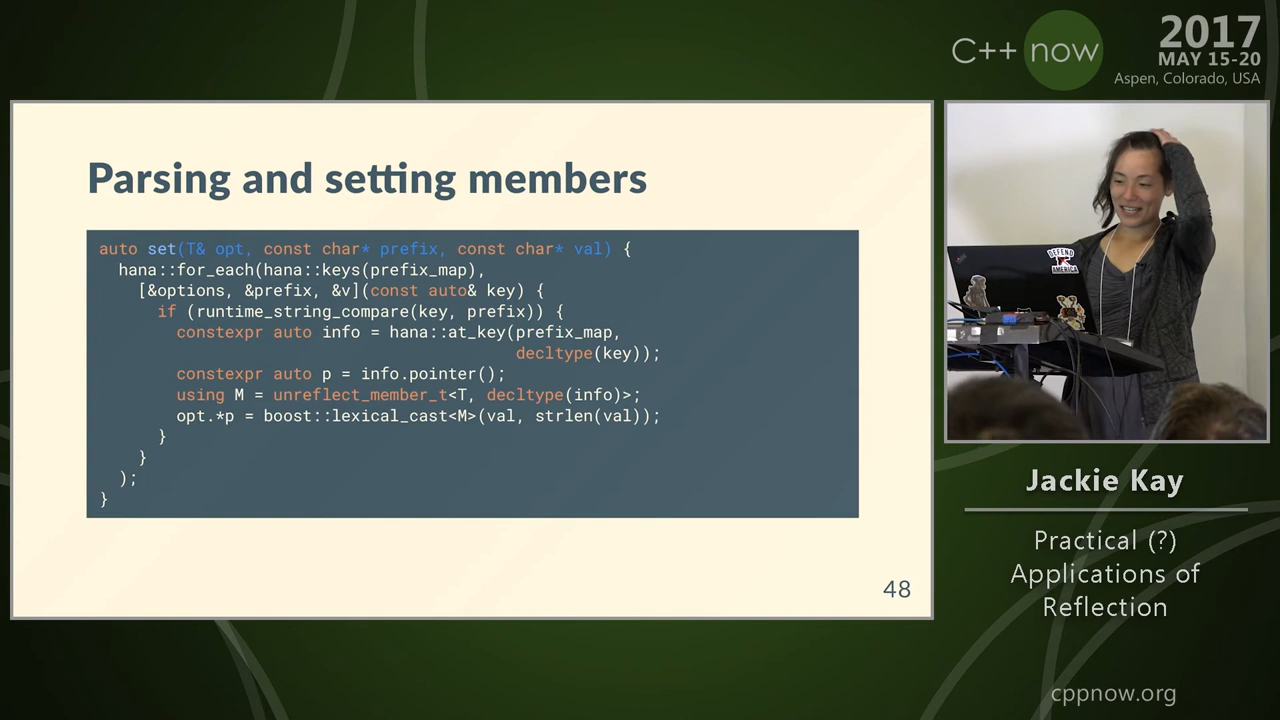 C++ now
2017
MAY 15-20
Aspen, Colorado, USA
Parsing and setting members
auto set(T& opt, const char* prefix, const char* val) {
  hana::for_each(hana::keys(prefix_map),
    [&options, &prefix, &v](const auto& key) {
      if (runtime_string_compare(key, prefix)) {
        constexpr auto info = hana::at_key(prefix_map,
                                           decltype(key));
        constexpr auto p = info.pointer();
        using M = unreflect_member_t<T, decltype(info)>;
        opt.*p = boost::lexical_cast<M>(val, strlen(val));
      }
    }
  );
}
48
DEFEND
AMERICA
Jackie Kay
Practical (?)
Applications of
Reflection
cppnow.org